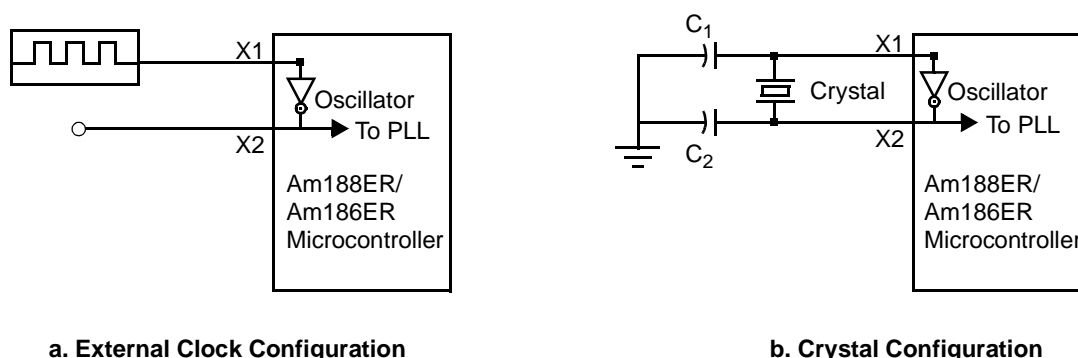 X1
Oscillator
To PLL
X2
Am188ER/
Am186ER
Microcontroller
a. External Clock Configuration
C1
X1
Crystal
Oscillator
To PLL
X2
C2
Am188ER/
Am186ER
Microcontroller
b. Crystal Configuration